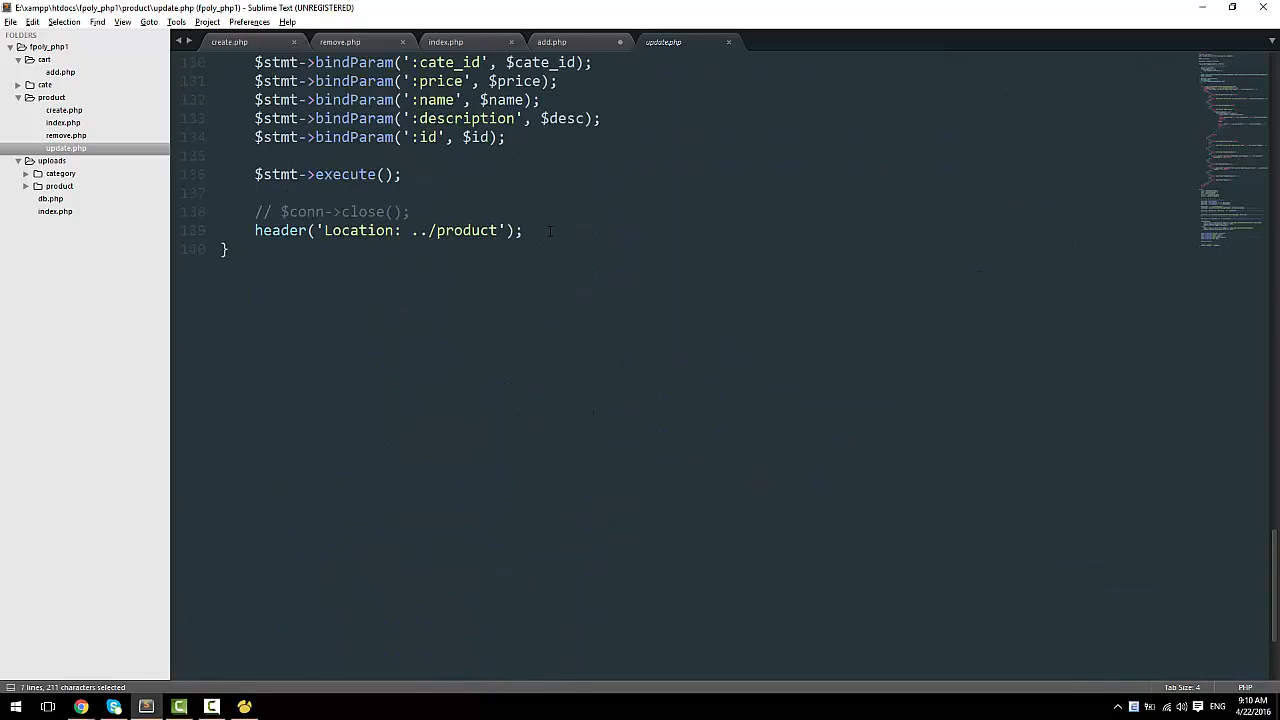 E:\xampp\htdocs\fpoly_php1\product\update.php (fpoly_php1) - Sublime Text (UNREGISTERED)
File Edit Selection Find View Goto Tools Project Preferences Help
FOLDERS
fpoly_php1
cart
add.php
cate
product
create.php
index.php
remove.php
update.php
uploads
category
product
db.php
index.php
create.php remove.php index.php add.php update.php
130 $stmt->bindParam(':cate_id', $cate_id);
131 $stmt->bindParam(':price', $price);
132 $stmt->bindParam(':name', $name);
133 $stmt->bindParam(':description', $desc);
134 $stmt->bindParam(':id', $id);
135
136 $stmt->execute();
137
138 // $conn->close();
139 header('Location: ../product');
140 }
7 lines, 211 characters selected
Tab Size: 4 PHP
ENG
9:10 AM
4/22/2016